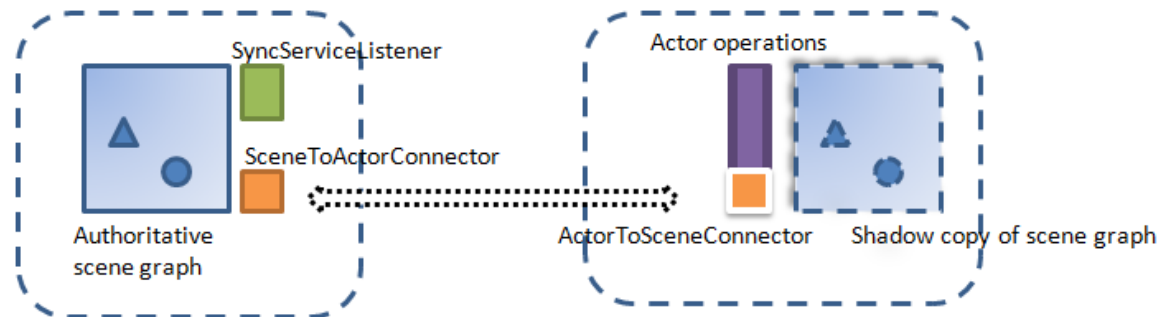 SyncServiceListener
SceneToActorConnector
Authoritative
scene graph
Actor operations
ActorToSceneConnector
Shadow copy of scene graph